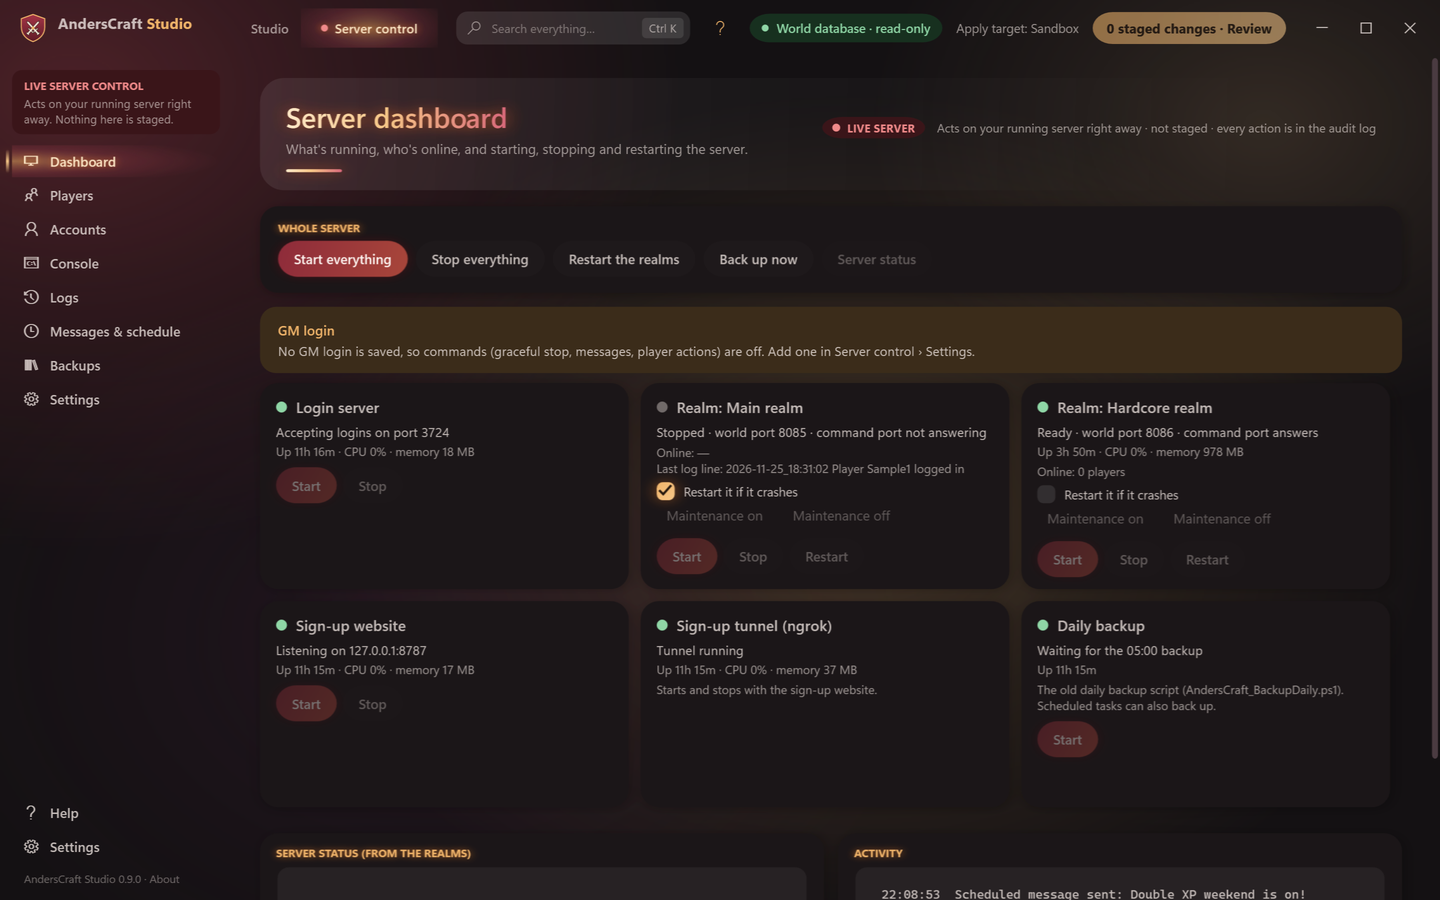 AndersCraft Studio
Studio
Server control
Search everything...
Ctrl K
?
World database · read-only
Apply target: Sandbox
0 staged changes · Review
LIVE SERVER CONTROL
Acts on your running server right
away. Nothing here is staged.
Dashboard
Players
Accounts
Console
Logs
Messages & schedule
Backups
Settings
Help
Settings
AndersCraft Studio 0.9.0 · About
Server dashboard
What's running, who's online, and starting, stopping and restarting the server.
LIVE SERVER
Acts on your running server right away · not staged · every action is in the audit log
WHOLE SERVER
Start everything
Stop everything
Restart the realms
Back up now
Server status
GM login
No GM login is saved, so commands (graceful stop, messages, player actions) are off. Add one in Server control › Settings.
Login server
Accepting logins on port 3724
Up 11h 16m · CPU 0% · memory 18 MB
Start
Stop
Realm: Main realm
Stopped · world port 8085 · command port not answering
Online: —
Last log line: 2026-11-25_18:31:02 Player Sample1 logged in
Restart it if it crashes
Maintenance on
Maintenance off
Start
Stop
Restart
Realm: Hardcore realm
Ready · world port 8086 · command port answers
Up 3h 50m · CPU 0% · memory 978 MB
Online: 0 players
Restart it if it crashes
Maintenance on
Maintenance off
Start
Stop
Restart
Sign-up website
Listening on 127.0.0.1:8787
Up 11h 15m · CPU 0% · memory 17 MB
Start
Stop
Sign-up tunnel (ngrok)
Tunnel running
Up 11h 15m · CPU 0% · memory 37 MB
Starts and stops with the sign-up website.
Daily backup
Waiting for the 05:00 backup
Up 11h 15m
The old daily backup script (AndersCraft_BackupDaily.ps1).
Scheduled tasks can also back up.
Start
SERVER STATUS (FROM THE REALMS)
ACTIVITY
22:08:53 Scheduled message sent: Double XP weekend is on!